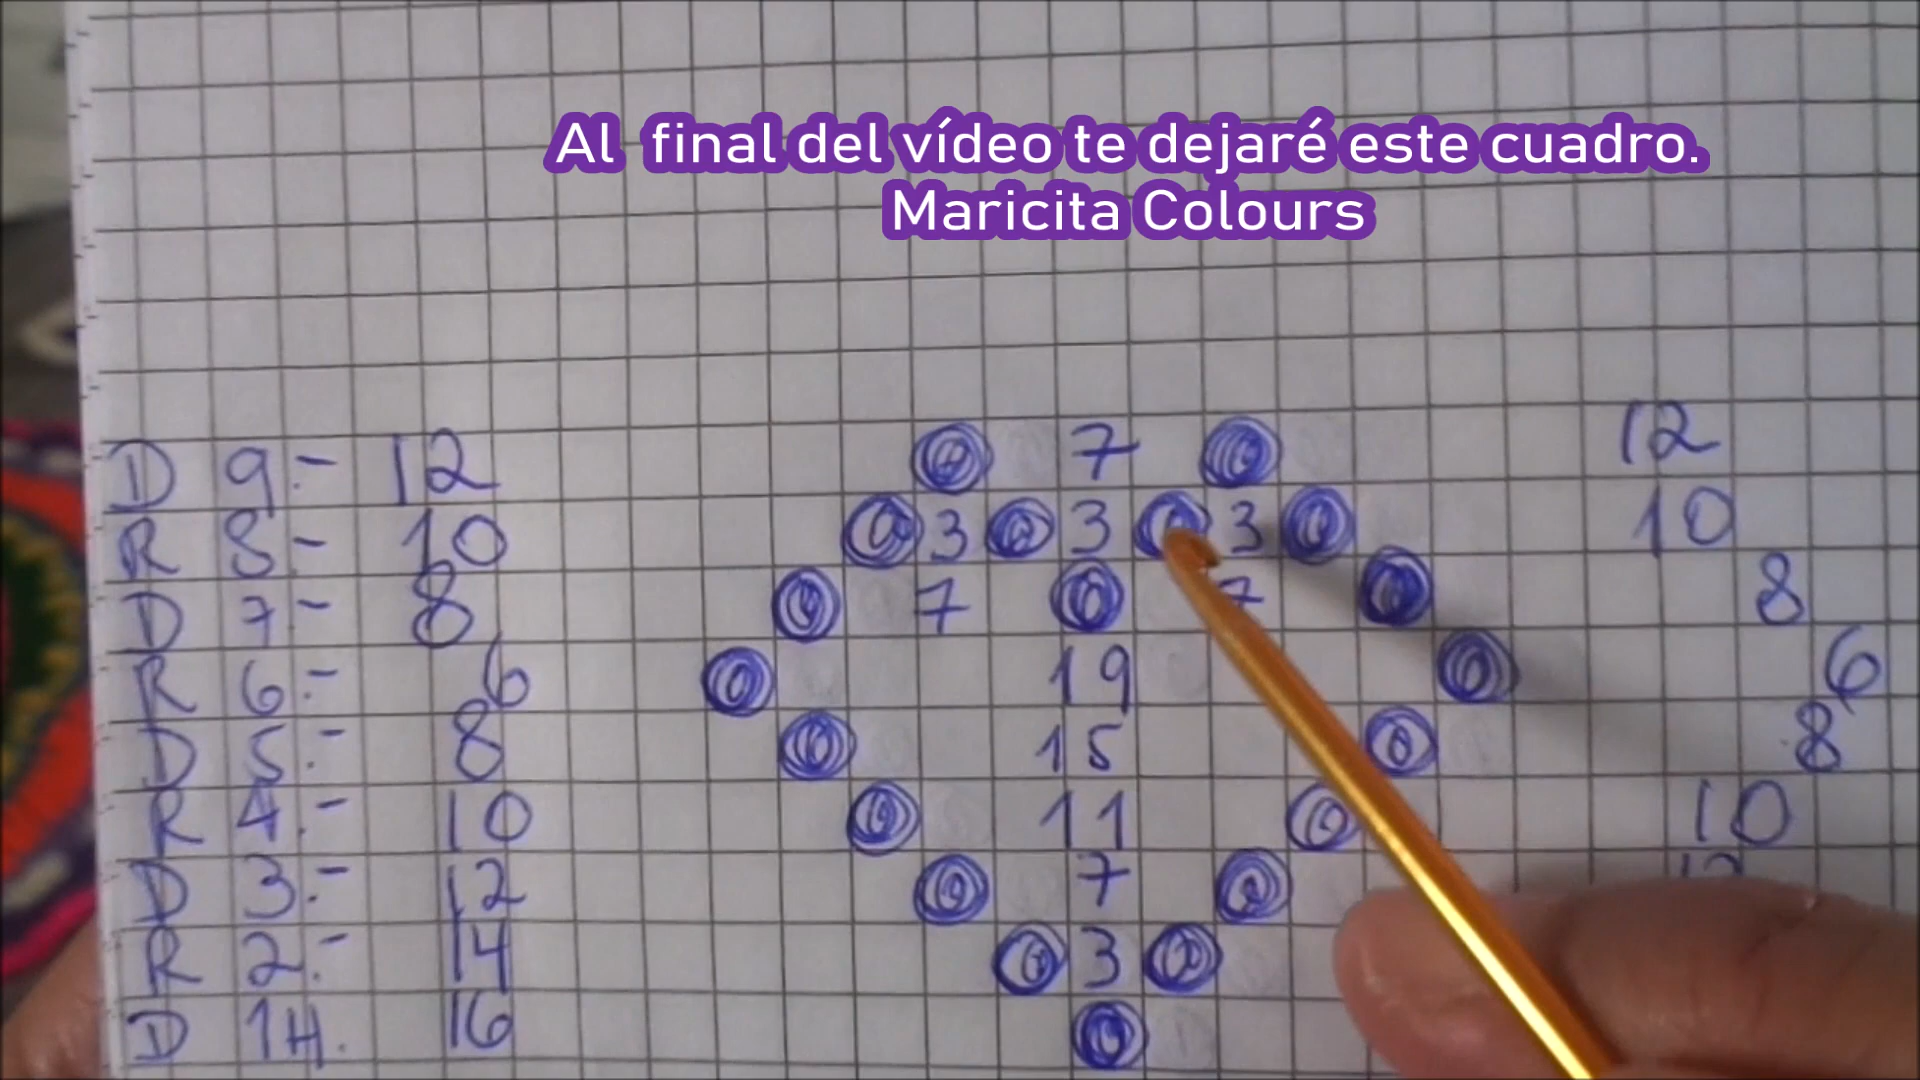 Al final del vídeo te dejaré este cuadro.
Maricita Colours
D 9.- 12 7 12
R 8.- 10 3 3 3 10
D 7.- 8 7 7 8
R 6.- 6 19 6
D 5.- 8 15 8
R 4.- 10 11 10
D 3.- 12 7 12
R 2.- 14 3
D 1H. 16